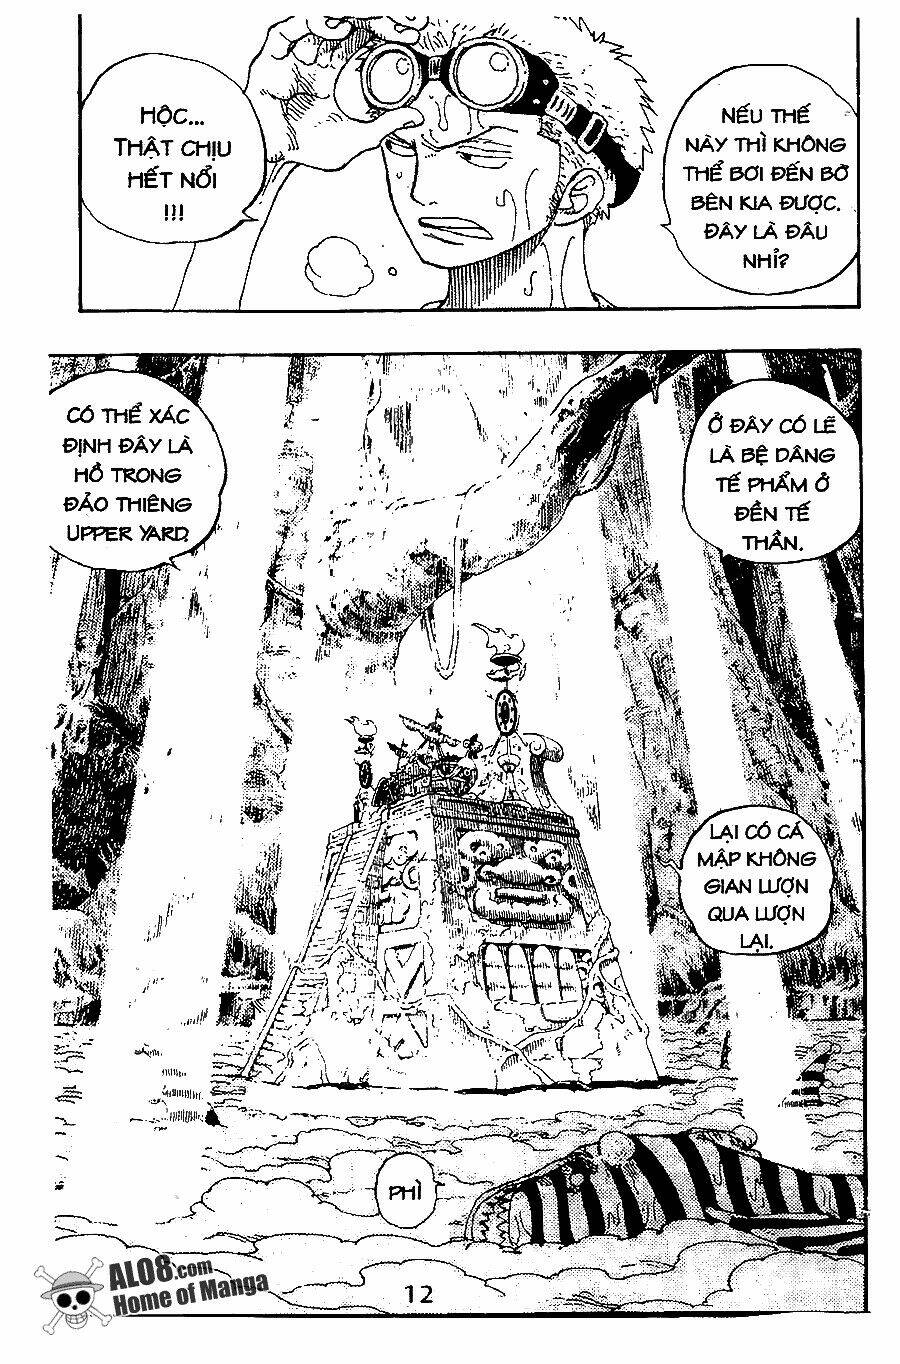 NẾU THẾ
NÀY THÌ KHÔNG
THỂ BƠI ĐẾN BỜ
BÊN KIA ĐƯỢC.
ĐÂY LÀ ĐÂU
NHỈ?
HỘC...
THẬT CHỊU
HẾT NỔI
!!!
Ở ĐÂY CÓ LẼ
LÀ BỆ DÂNG
TẾ PHẨM Ở
ĐỀN TẾ
THẦN.
CÓ THỂ XÁC
ĐỊNH ĐÂY LÀ
HỒ TRONG
ĐẢO THIÊNG
UPPER YARD.
LẠI CÓ CÁ
MẬP KHÔNG
GIAN LƯỢN
QUA LƯỢN
LẠI.
PHÌ
ALO8.com
Home of Manga
12